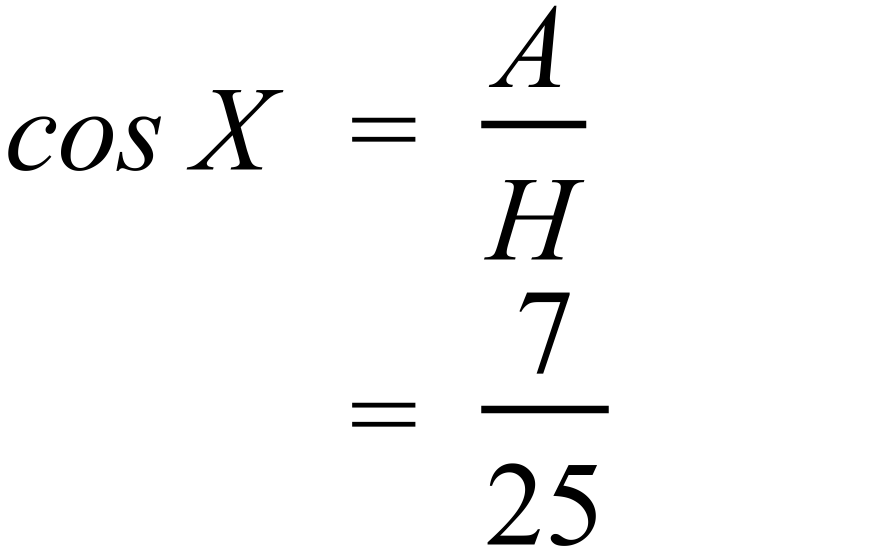 cos X = A/H
= 7/25